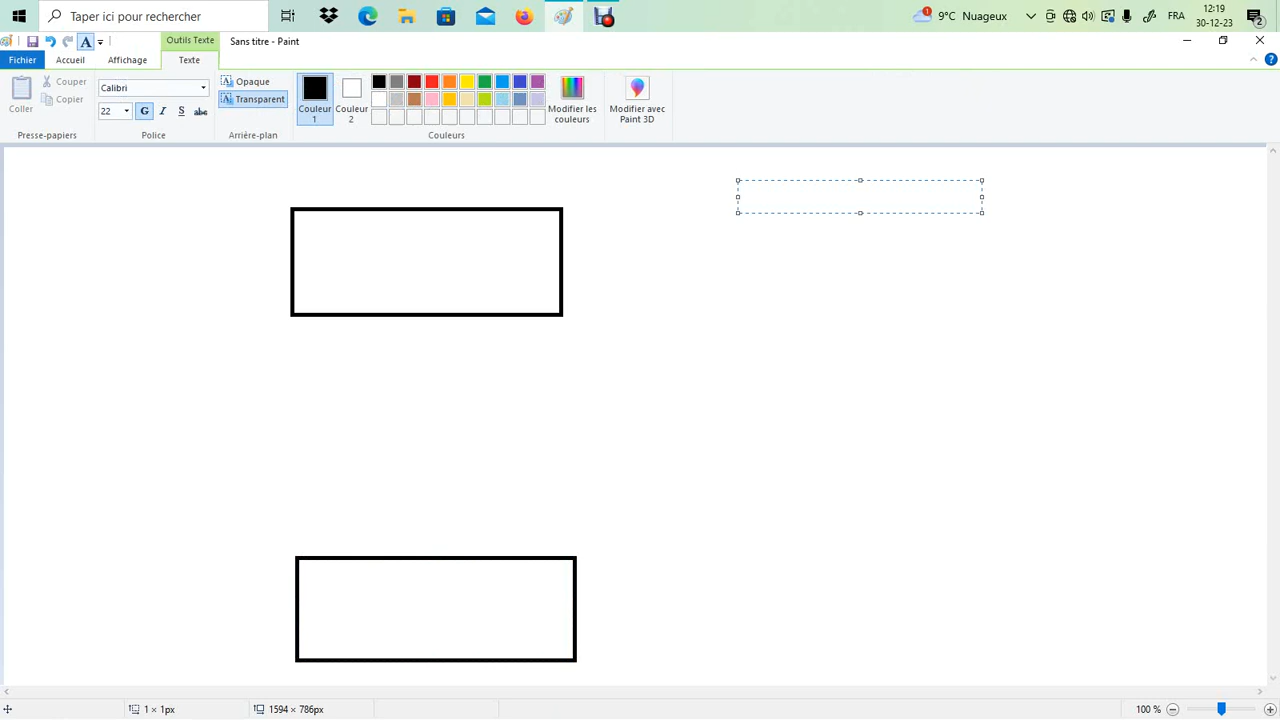 Taper ici pour rechercher
1
9°C Nuageux
FRA
12:19
30-12-23
2
A
Outils Texte
Sans titre - Paint
Fichier
Accueil
Affichage
Texte
Coller
Couper
Copier
Presse-papiers
Calibri
22
G
I
S
abc
Police
Opaque
Transparent
Arrière-plan
Couleur 1
Couleur 2
Modifier les couleurs
Couleurs
Modifier avec Paint 3D
1 × 1px
1594 × 786px
100 %